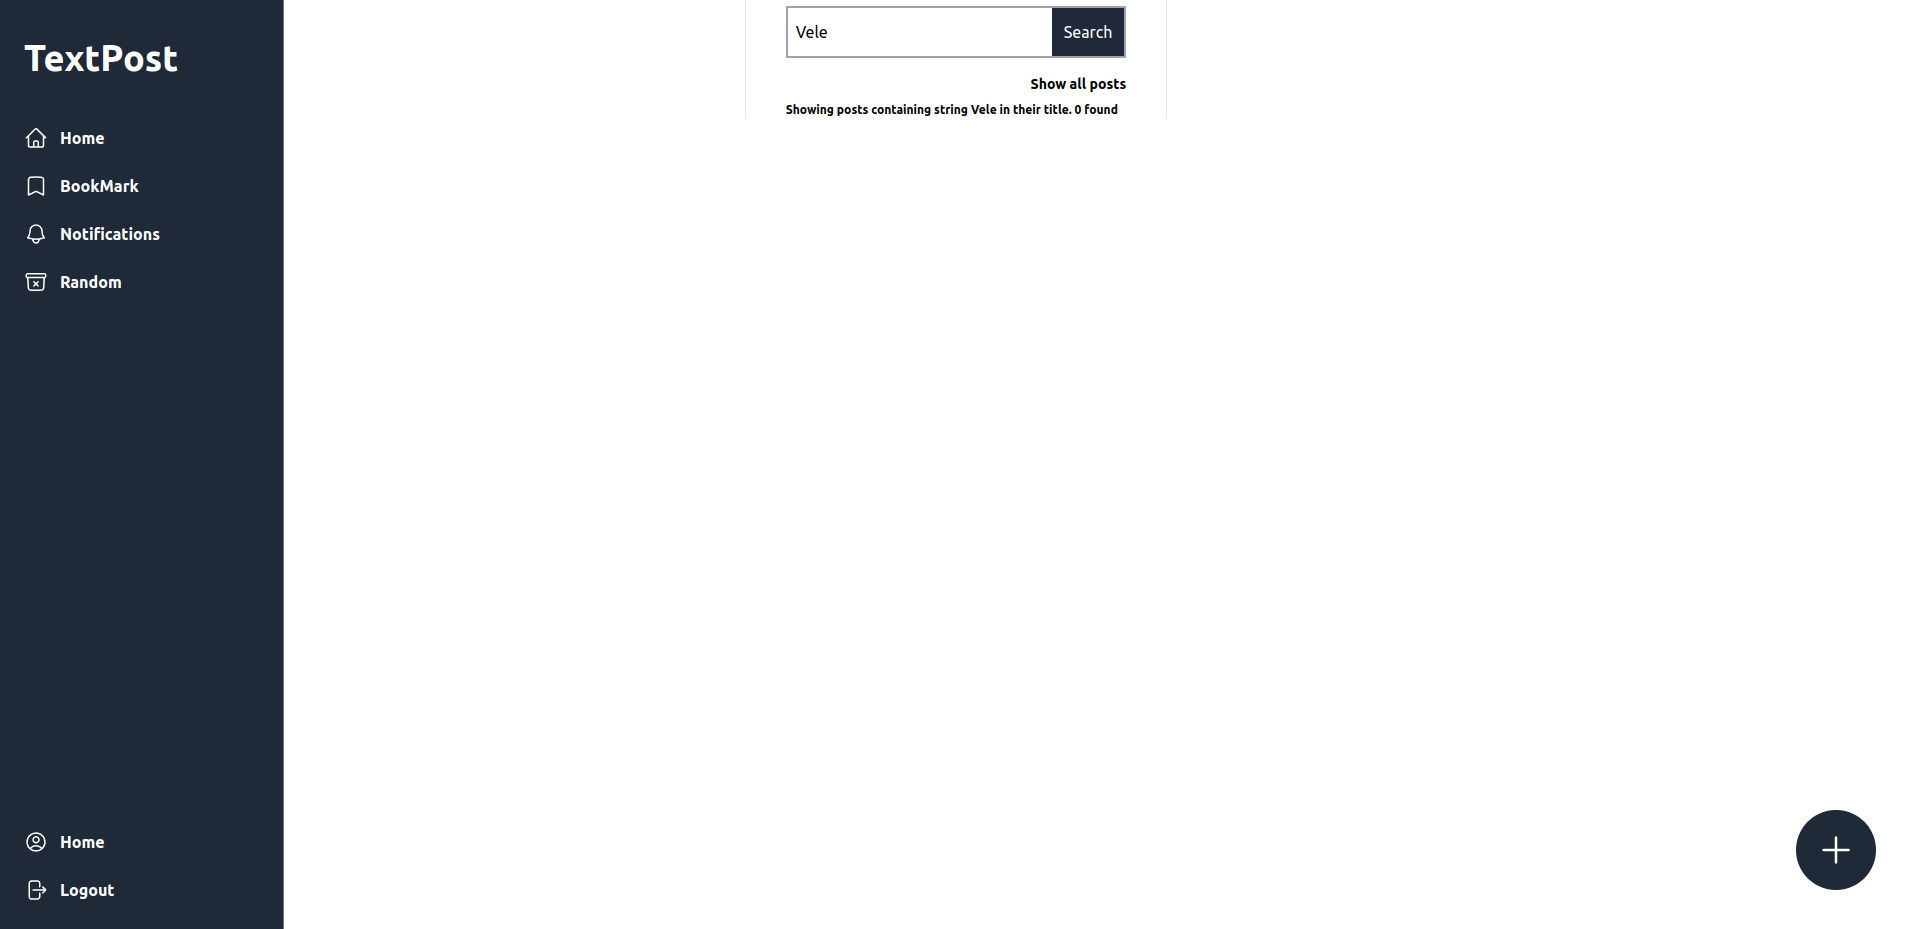 TextPost
Home
BookMark
Notifications
Random
Home
Logout
Vele
Search
Show all posts
Showing posts containing string Vele in their title. 0 found